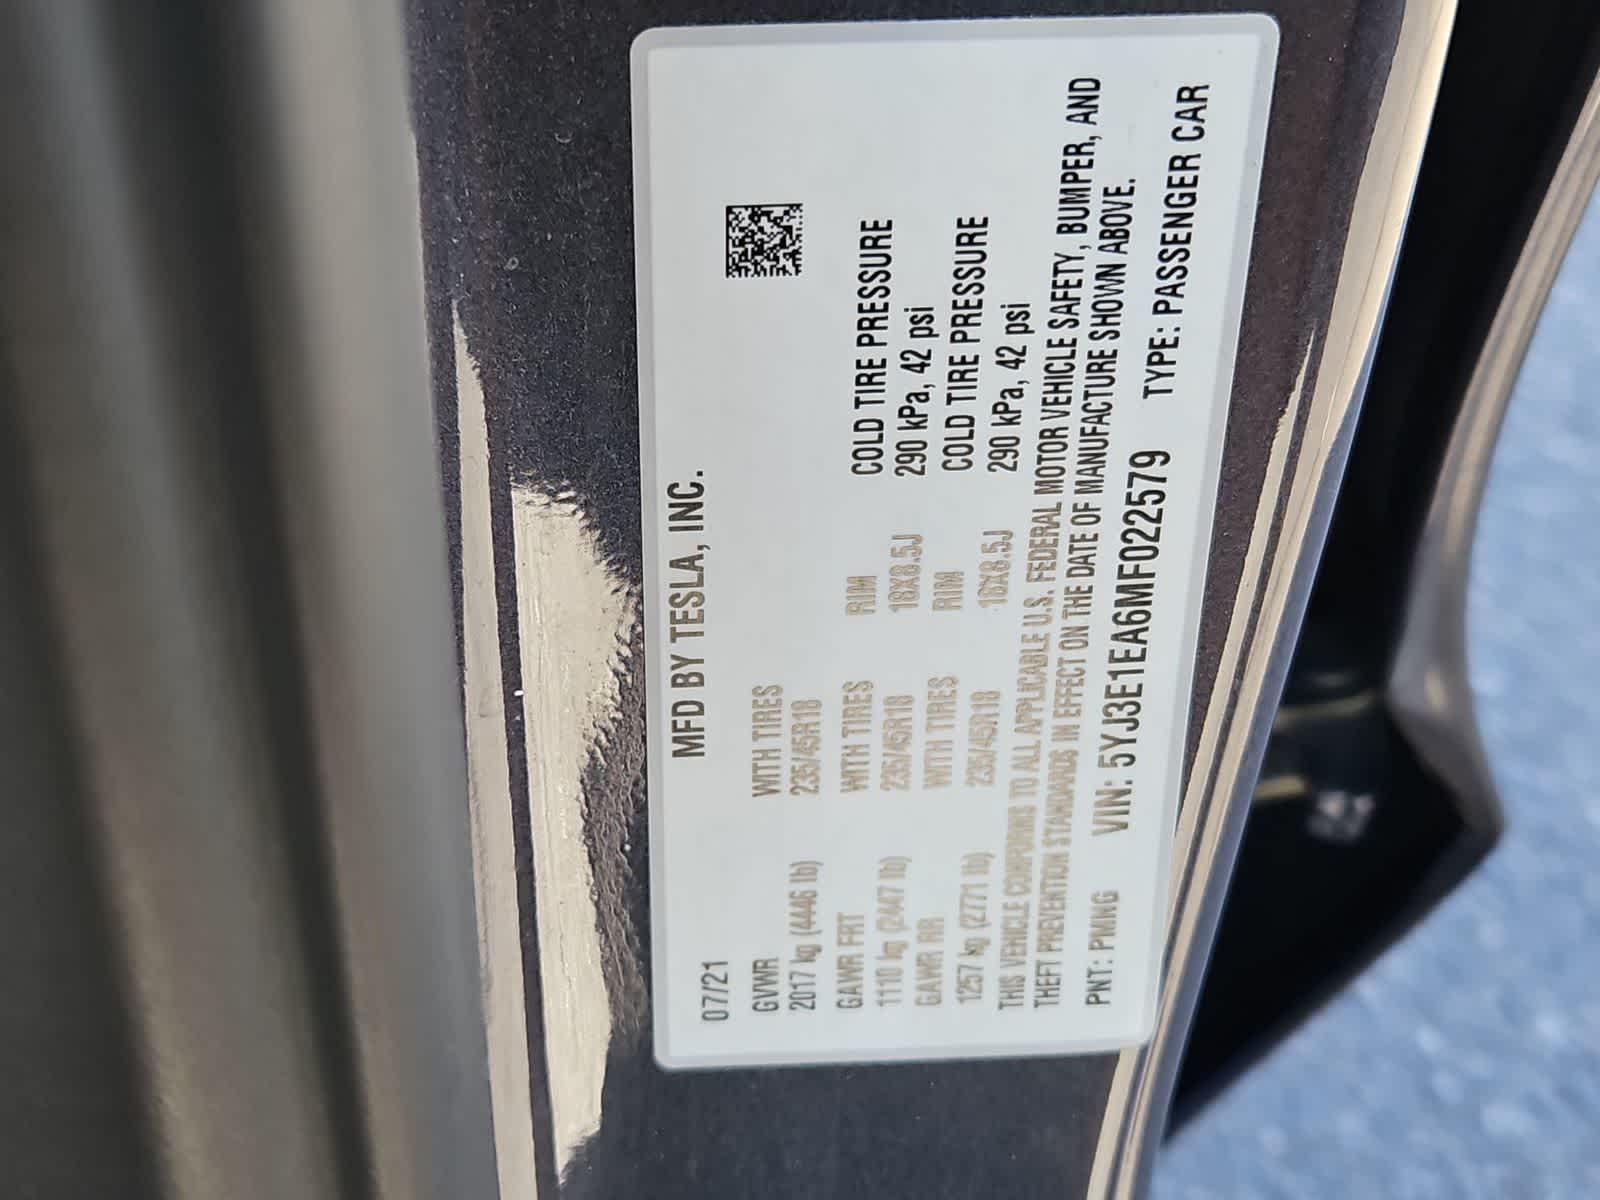 MFD BY TESLA, INC.
07/21
GVWR WITH TIRES
2017 kg (4446 lb) 235/45R18
GAWR FRT WITH TIRES RIM COLD TIRE PRESSURE
1110 kg (2447 lb) 235/45R18 18X8.5J 290 kPa, 42 psi
GAWR RR WITH TIRES RIM COLD TIRE PRESSURE
1257 kg (2771 lb) 235/45R18 18X8.5J 290 kPa, 42 psi
THIS VEHICLE CONFORMS TO ALL APPLICABLE U.S. FEDERAL MOTOR VEHICLE SAFETY, BUMPER, AND
THEFT PREVENTION STANDARDS IN EFFECT ON THE DATE OF MANUFACTURE SHOWN ABOVE.
PNT: PMNG VIN: 5YJ3E1EA6MF022579 TYPE: PASSENGER CAR